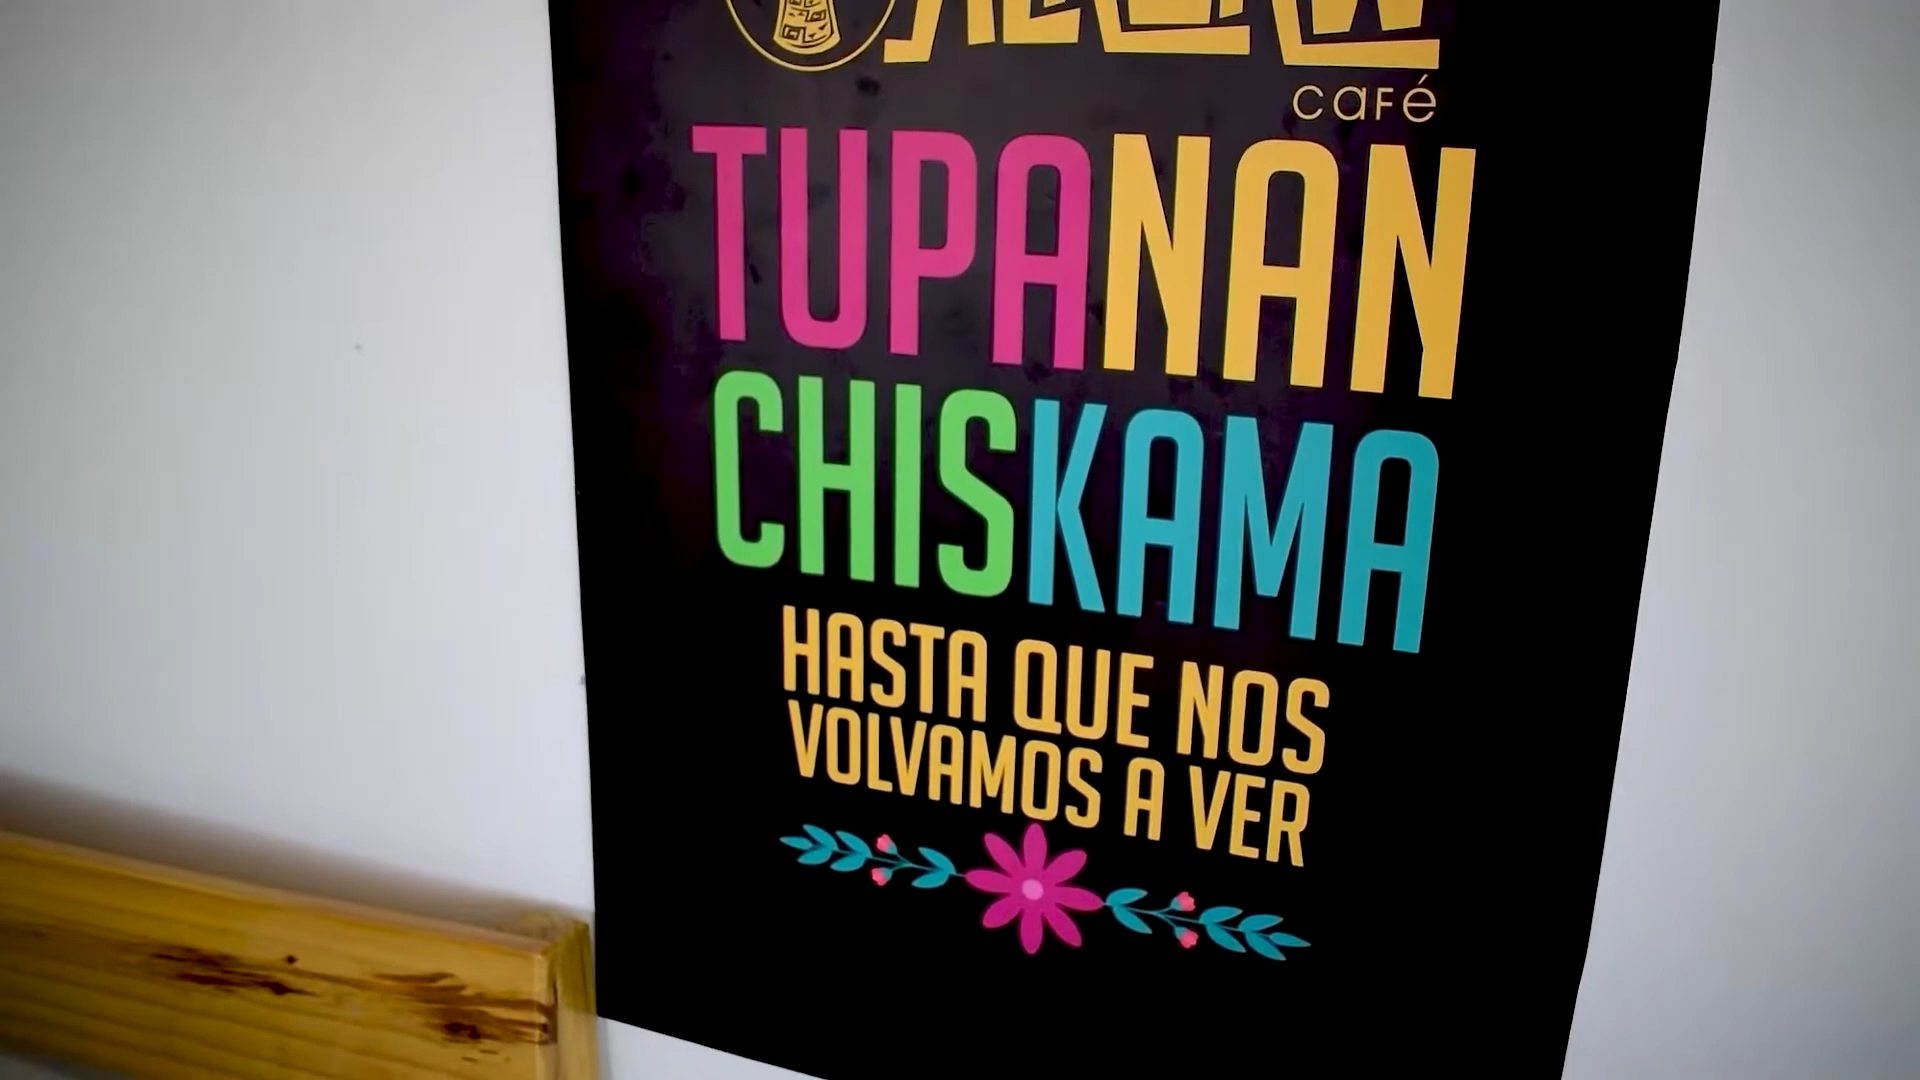 café
TUPANAN
CHISKAMA
HASTA QUE NOS
VOLVAMOS A VER